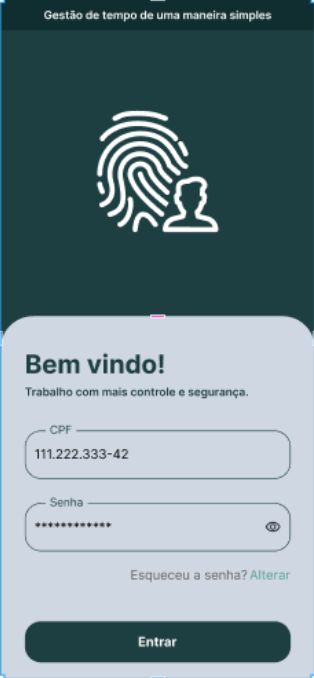 Gestão de tempo de uma maneira simples
Bem vindo!
Trabalho com mais controle e segurança.
CPF
111.222.333-42
Senha
************
Esqueceu a senha? Alterar
Entrar